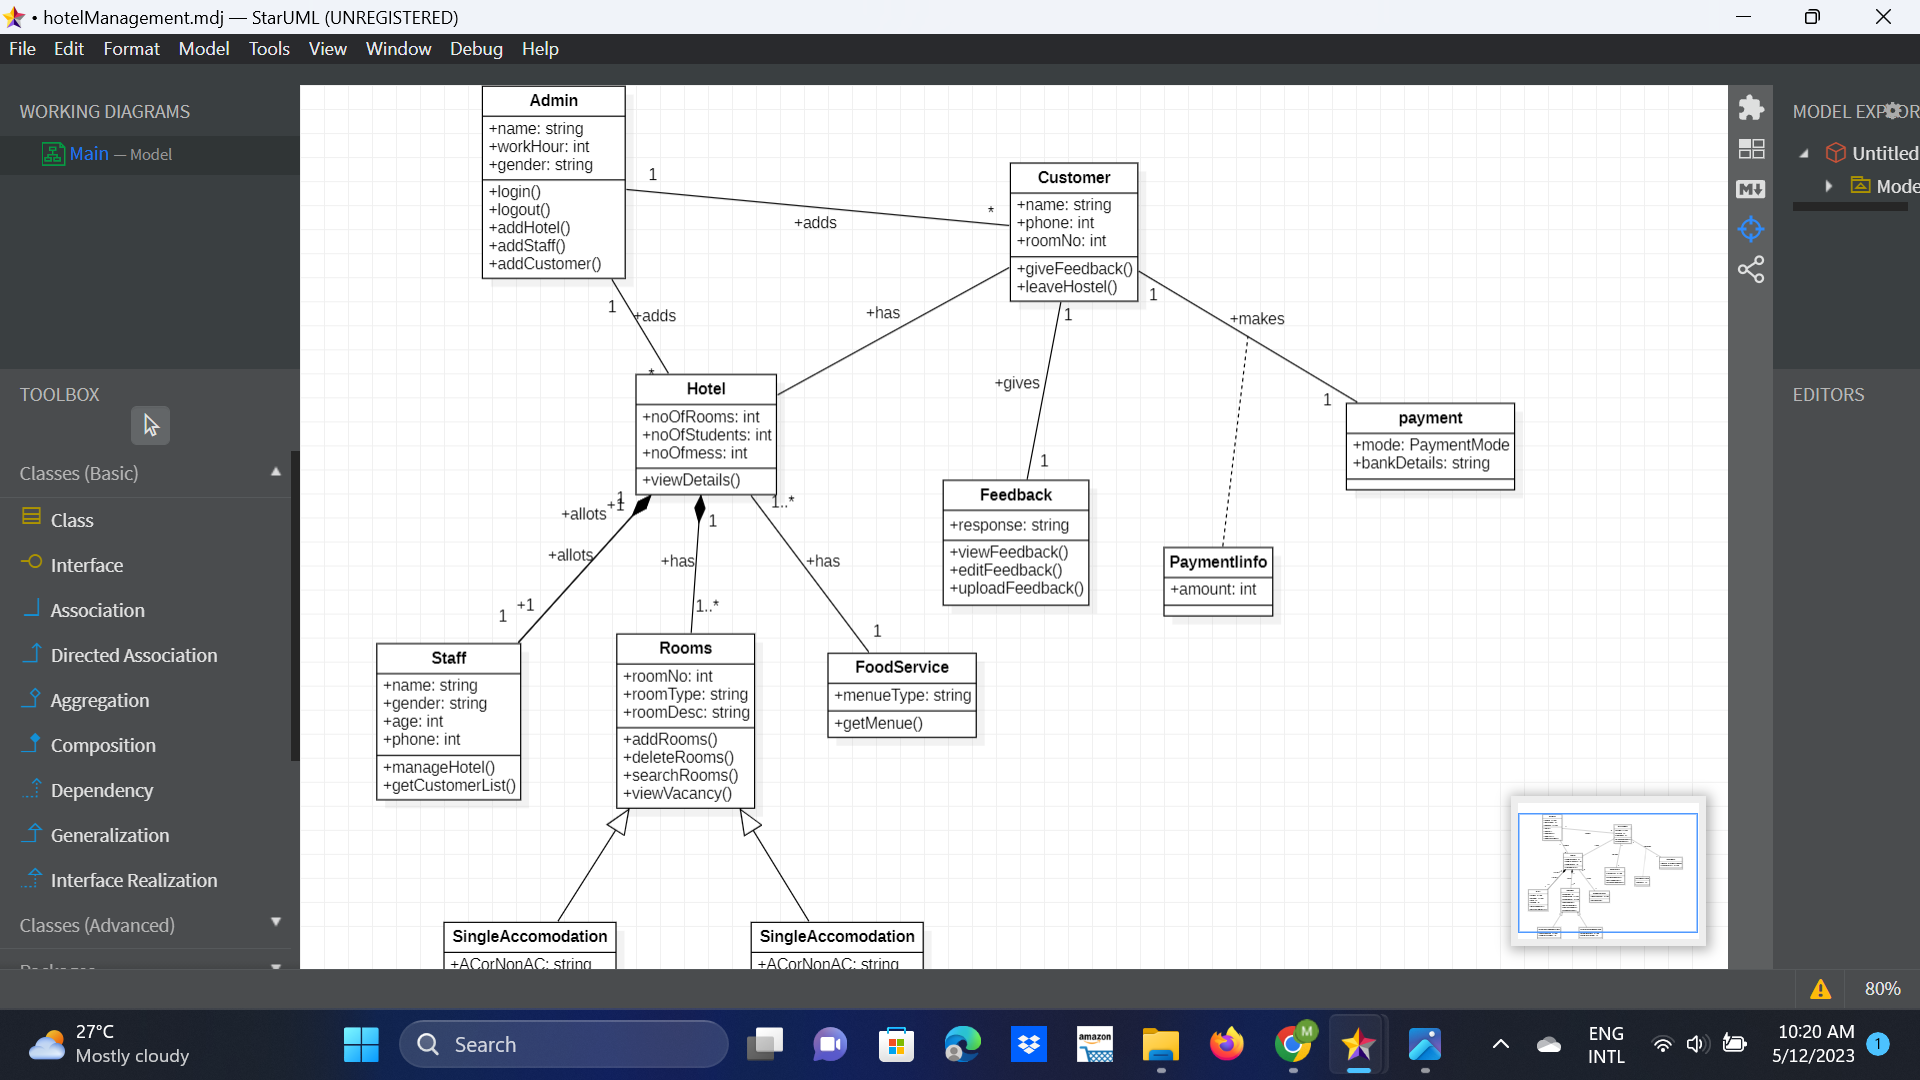 hotelManagement.mdj — StarUML (UNREGISTERED)
File Edit Format Model Tools View Window Debug Help
WORKING DIAGRAMS
Main — Model
TOOLBOX
Classes (Basic)
Class
Interface
Association
Directed Association
Aggregation
Composition
Dependency
Generalization
Interface Realization
Classes (Advanced)
Admin
+name: string
+workHour: int
+gender: string
+login()
+logout()
+addHotel()
+addStaff()
+addCustomer()
1
+adds
*
Customer
+name: string
+phone: int
+roomNo: int
+giveFeedback()
+leaveHostel()
1
+adds
*
+has
1
+gives
1
1
+makes
1
Hotel
+noOfRooms: int
+noOfStudents: int
+noOfmess: int
+viewDetails()
payment
+mode: PaymentMode
+bankDetails: string
Feedback
+response: string
+viewFeedback()
+editFeedback()
+uploadFeedback()
PaymentIinfo
+amount: int
1
+1
+allots
+allots
+1
1
1
+has
1..*
1..*
+has
1
Staff
+name: string
+gender: string
+age: int
+phone: int
+manageHotel()
+getCustomerList()
Rooms
+roomNo: int
+roomType: string
+roomDesc: string
+addRooms()
+deleteRooms()
+searchRooms()
+viewVacancy()
FoodService
+menueType: string
+getMenue()
SingleAccomodation
+ACorNonAC: string
SingleAccomodation
+ACorNonAC: string
M
MODEL EXPLOR
Untitled
Mode
EDITORS
80%
27°C
Mostly cloudy
Search
amazon
M
ENG
INTL
10:20 AM
5/12/2023
1